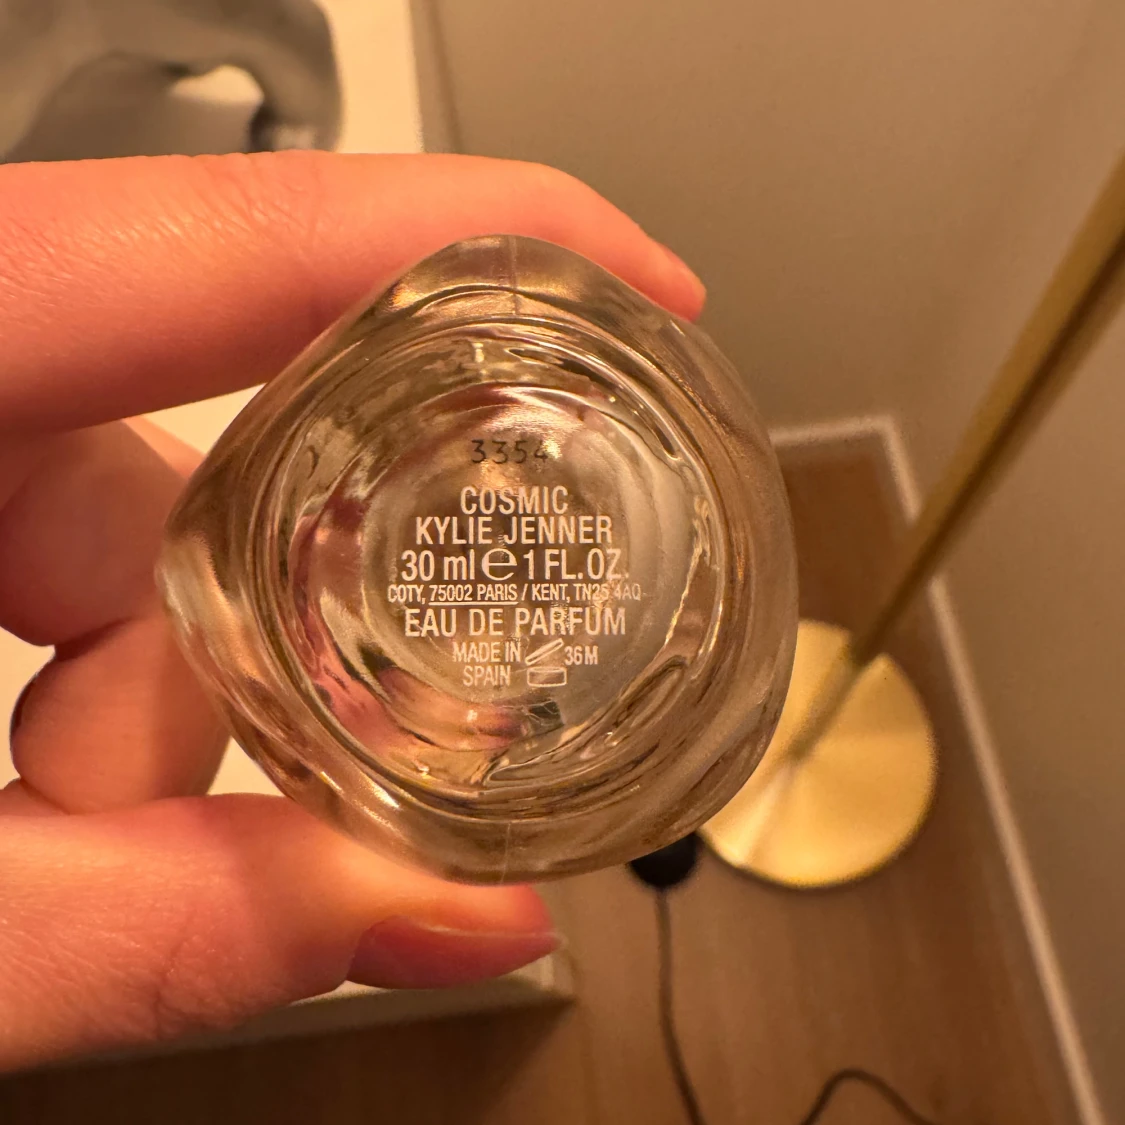 3354
COSMIC
KYLIE JENNER
30 ml e 1 FL.OZ.
COTY, 75002 PARIS / KENT, TN25 4AQ
EAU DE PARFUM
MADE IN 36M
SPAIN